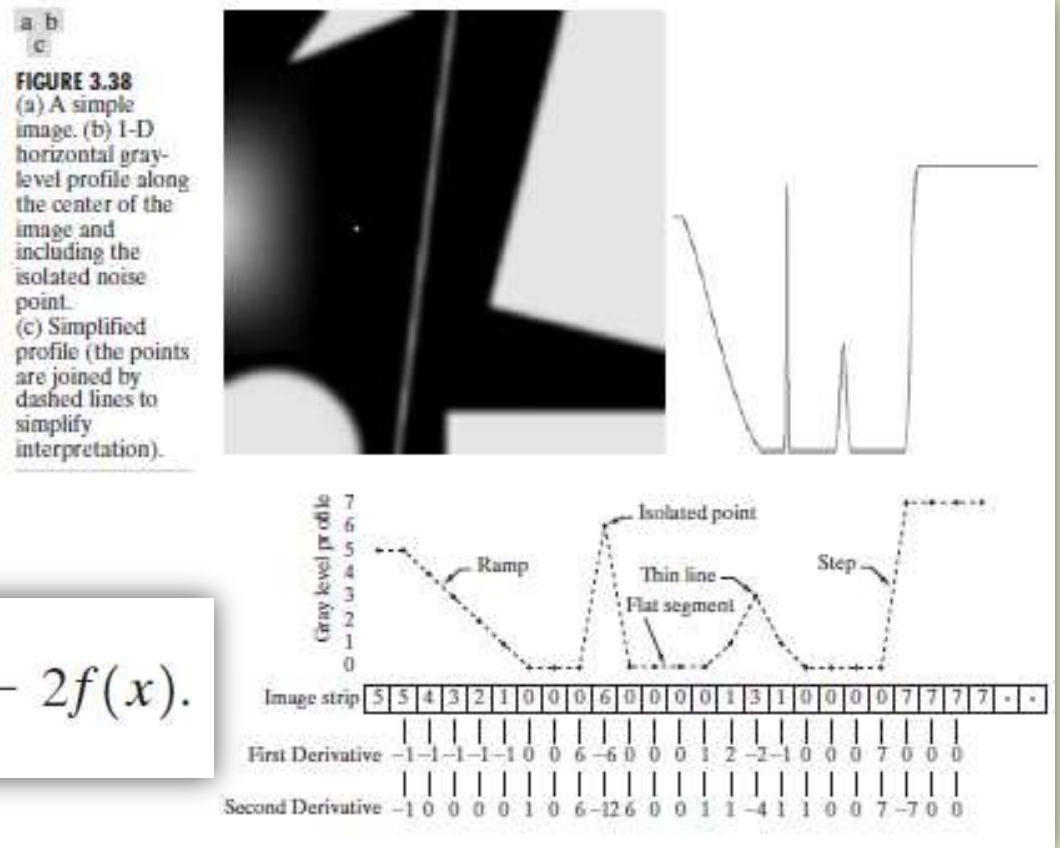 a b
c
FIGURE 3.38
(a) A simple
image. (b) 1-D
horizontal gray-
level profile along
the center of the
image and
including the
isolated noise
point.
(c) Simplified
profile (the points
are joined by
dashed lines to
simplify
interpretation).
– 2f(x).
Gray level profile
7
6
5
4
3
2
1
0
Isolated point
Ramp
Thin line
Flat segment
Step
Image strip 5 5 4 3 2 1 0 0 0 6 0 0 0 0 1 3 1 0 0 0 0 7 7 7 7 · ·
First Derivative -1 -1 -1 -1 -1 0 0 6 -6 0 0 0 1 2 -2 -1 0 0 0 7 0 0 0
Second Derivative -1 0 0 0 0 1 0 6 -12 6 0 0 1 1 -4 1 1 0 0 7 -7 0 0